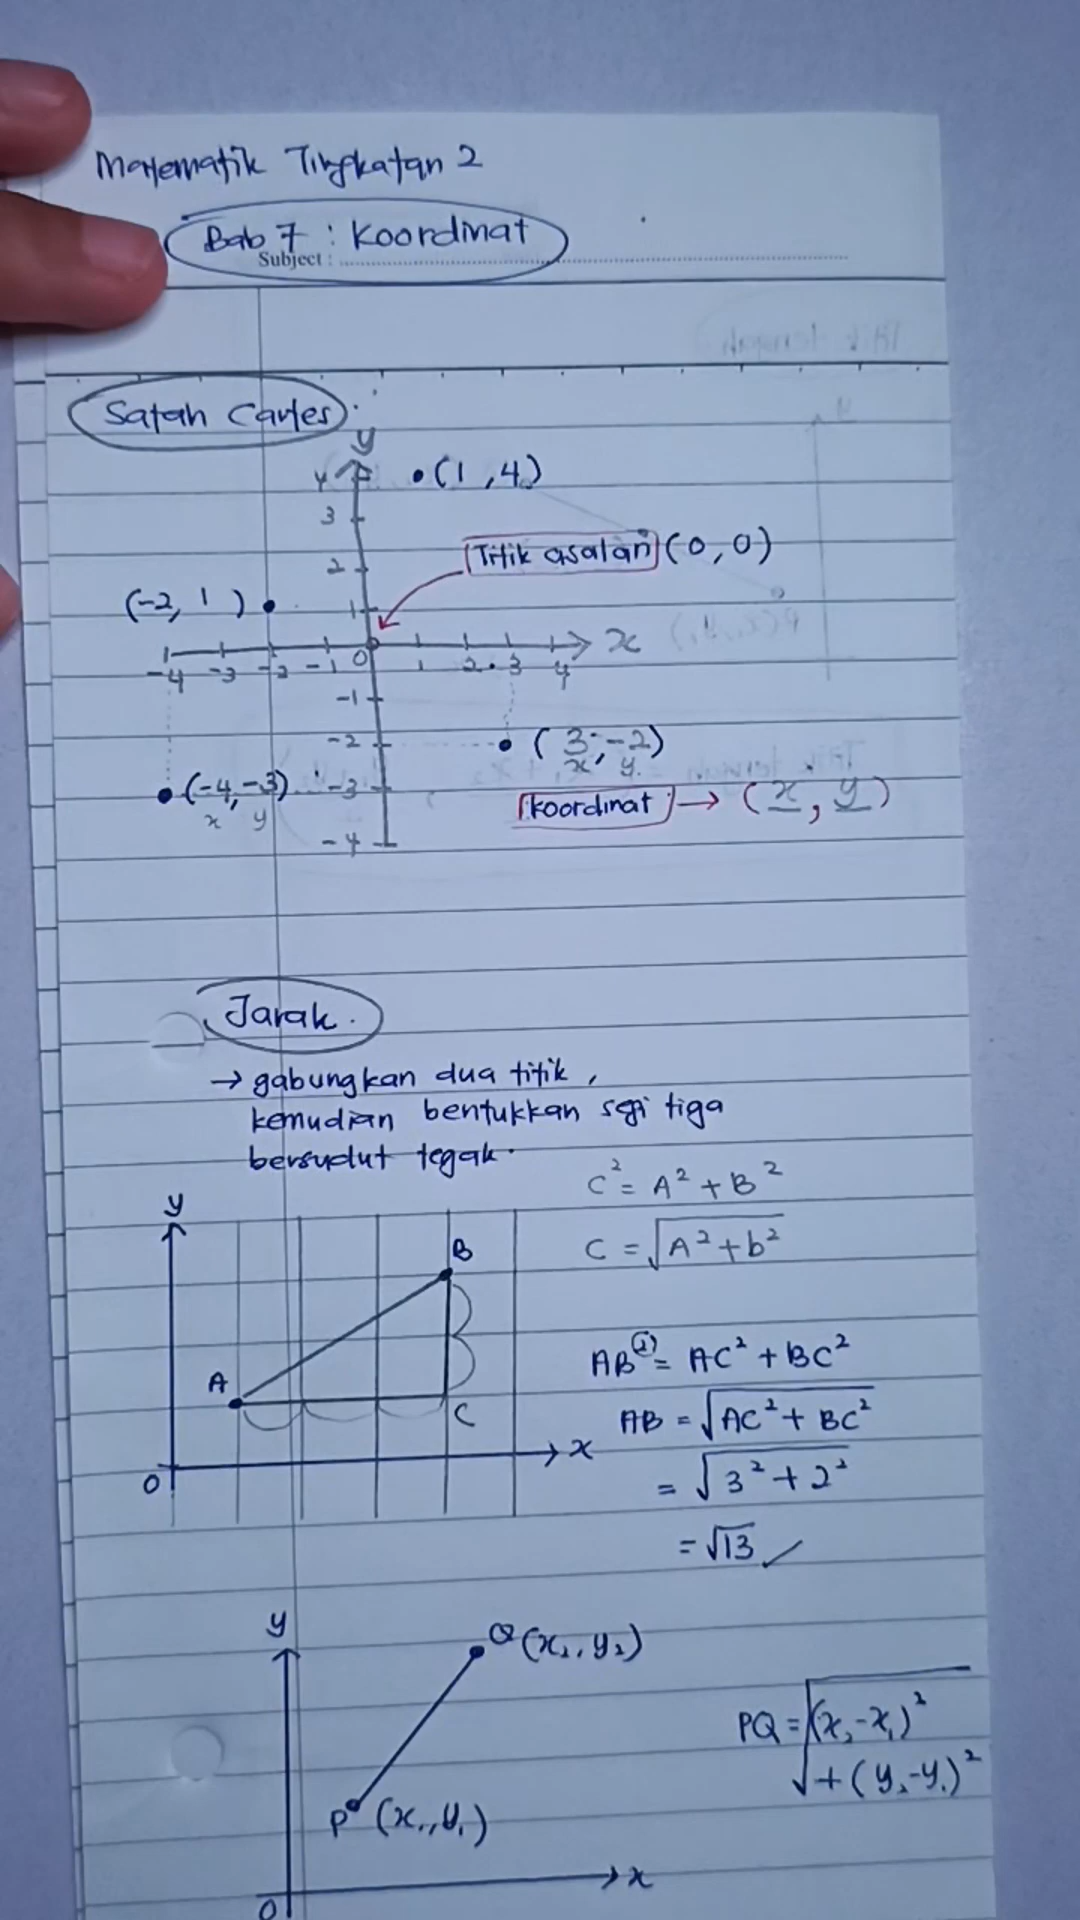 Matematik Tingkatan 2
Bab 7 : Koordinat
Subject :
Satah Cartes
y
4
• (1, 4)
3
Titik asalan (0, 0)
2
(-2, 1) •
1
x
-4 -3 -2 -1 0 1 2 3 4
-1
-2
• (3, -2)
x y
• (-4, -3)
x y
-3
koordinat → (x, y)
-4
Jarak
→ gabungkan dua titik,
kemudian bentukkan segi tiga
bersudut tegak.
C² = A² + B²
C = √A² + b²
y
B
A
C
x
0
AB² = AC² + BC²
AB = √AC² + BC²
= √3² + 2²
= √13 ✓
y
Q (x₂, y₂)
PQ = √(x₂-x₁)²
+ (y₂-y₁)²
P (x₁, y₁)
x
0